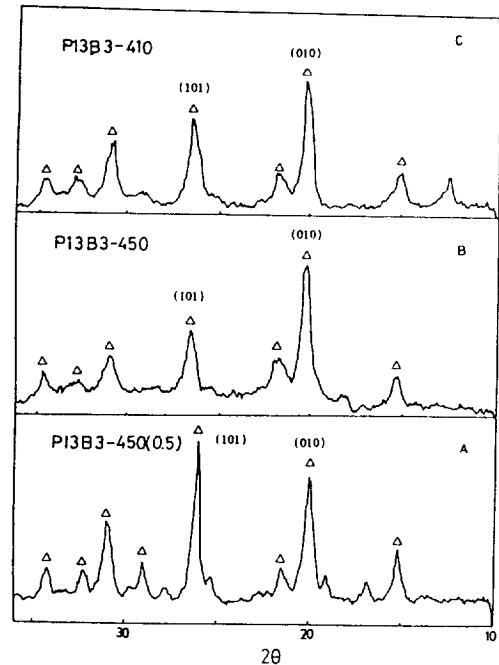 P13B3-410
(101)
(010)
C
P13B3-450
(101)
(010)
B
P13B3-450(0.5)
(101)
(010)
A
30
20
10
2θ